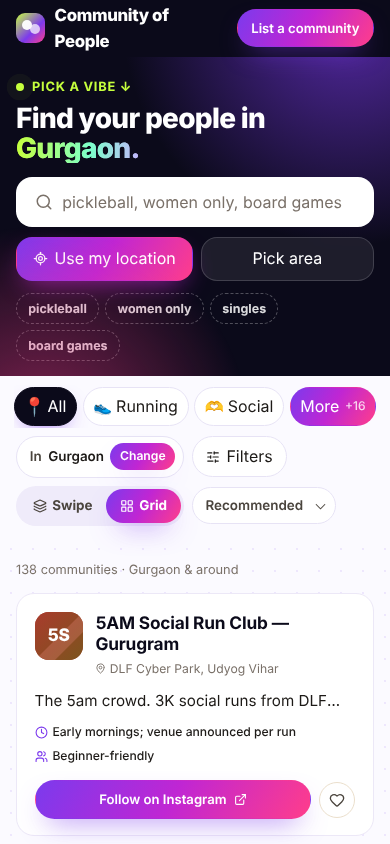 Community of
People
List a community
PICK A VIBE ↓
Find your people in
Gurgaon.
pickleball, women only, board games
Use my location
Pick area
pickleball
women only
singles
board games
📍 All
👟 Running
🫶 Social
More +16
In Gurgaon Change
Filters
Swipe
Grid
Recommended
138 communities · Gurgaon & around
5S
5AM Social Run Club —
Gurugram
DLF Cyber Park, Udyog Vihar
The 5am crowd. 3K social runs from DLF...
Early mornings; venue announced per run
Beginner-friendly
Follow on Instagram